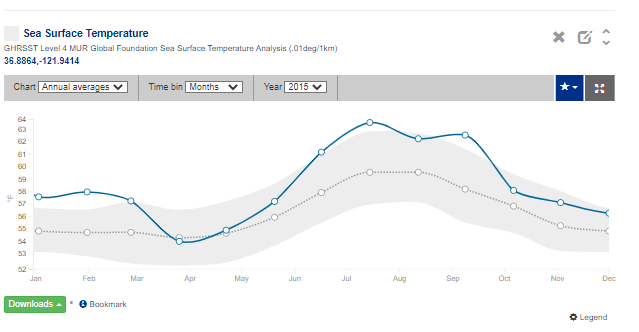 Sea Surface Temperature
GHRSST Level 4 MUR Global Foundation Sea Surface Temperature Analysis (.01deg/1km)
36.8864,-121.9414
Chart Annual averages Time bin Months Year 2015
64
63
62
61
60
59
58
57
56
55
54
53
52
°F
Jan Feb Mar Apr May Jun Jul Aug Sep Oct Nov Dec
Downloads * Bookmark
Legend